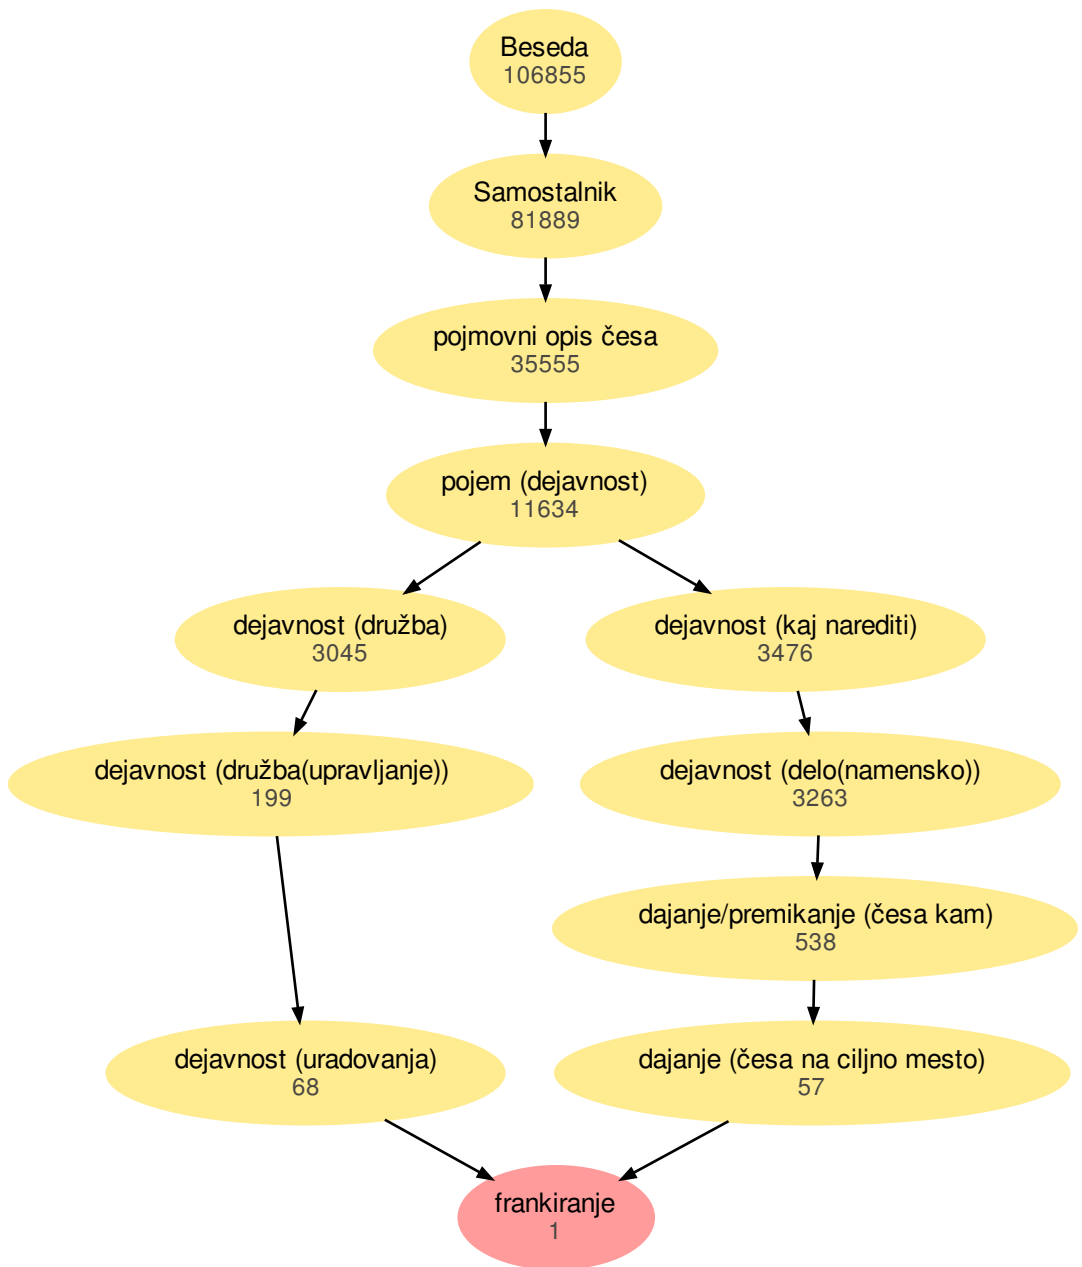 Beseda
106855
Samostalnik
81889
pojmovni opis česa
35555
pojem (dejavnost)
11634
dejavnost (družba)
3045
dejavnost (kaj narediti)
3476
dejavnost (družba(upravljanje))
199
dejavnost (delo(namensko))
3263
dajanje/premikanje (česa kam)
538
dejavnost (uradovanja)
68
dajanje (česa na ciljno mesto)
57
frankiranje
1